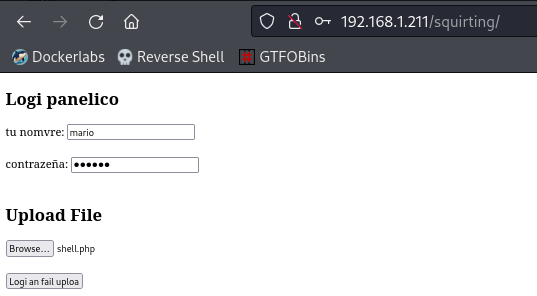 192.168.1.211/squirting/
Dockerlabs Reverse Shell GTFOBins
Logi panelico
tu nomvre: mario
contrazeña: ●●●●●●
Upload File
Browse... shell.php
Logi an fail uploa